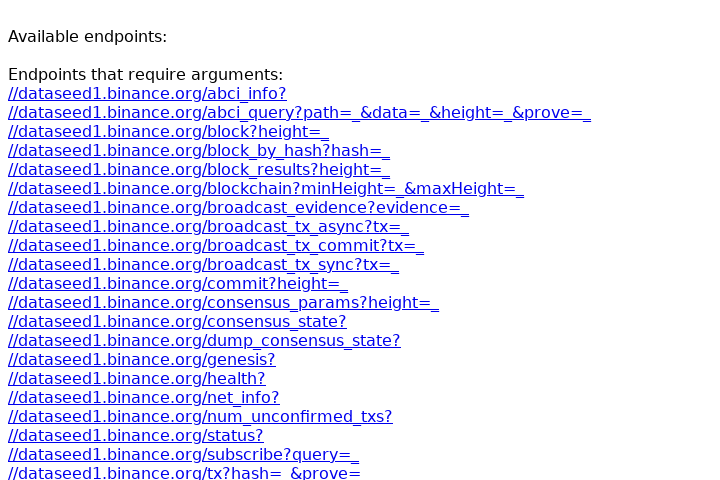 Available endpoints:
Endpoints that require arguments:
//dataseed1.binance.org/abci_info?
//dataseed1.binance.org/abci_query?path=_&data=_&height=_&prove=_
//dataseed1.binance.org/block?height=_
//dataseed1.binance.org/block_by_hash?hash=_
//dataseed1.binance.org/block_results?height=_
//dataseed1.binance.org/blockchain?minHeight=_&maxHeight=_
//dataseed1.binance.org/broadcast_evidence?evidence=_
//dataseed1.binance.org/broadcast_tx_async?tx=_
//dataseed1.binance.org/broadcast_tx_commit?tx=_
//dataseed1.binance.org/broadcast_tx_sync?tx=_
//dataseed1.binance.org/commit?height=_
//dataseed1.binance.org/consensus_params?height=_
//dataseed1.binance.org/consensus_state?
//dataseed1.binance.org/dump_consensus_state?
//dataseed1.binance.org/genesis?
//dataseed1.binance.org/health?
//dataseed1.binance.org/net_info?
//dataseed1.binance.org/num_unconfirmed_txs?
//dataseed1.binance.org/status?
//dataseed1.binance.org/subscribe?query=_
//dataseed1.binance.org/tx?hash=_&prove=_